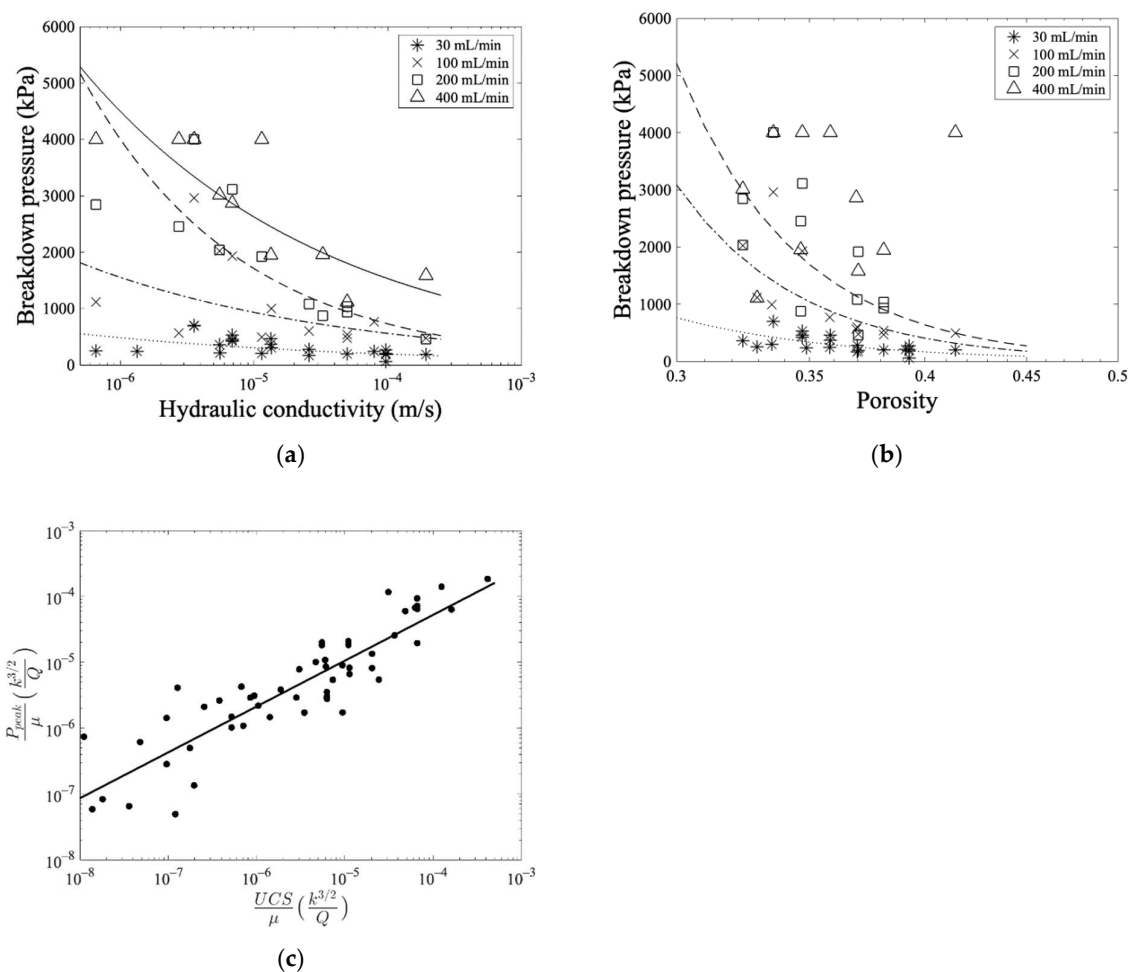 Breakdown pressure (kPa)
6000
5000
4000
3000
2000
1000
0
30 mL/min
100 mL/min
200 mL/min
400 mL/min
10⁻⁶
10⁻⁵
10⁻⁴
10⁻³
Hydraulic conductivity (m/s)
(a)
Breakdown pressure (kPa)
6000
5000
4000
3000
2000
1000
0
30 mL/min
100 mL/min
200 mL/min
400 mL/min
0.3
0.35
0.4
0.45
0.5
Porosity
(b)
P_peak/μ (k^3/2/Q)
10⁻³
10⁻⁴
10⁻⁵
10⁻⁶
10⁻⁷
10⁻⁸
10⁻⁸
10⁻⁷
10⁻⁶
10⁻⁵
10⁻⁴
10⁻³
UCS/μ (k^3/2/Q)
(c)